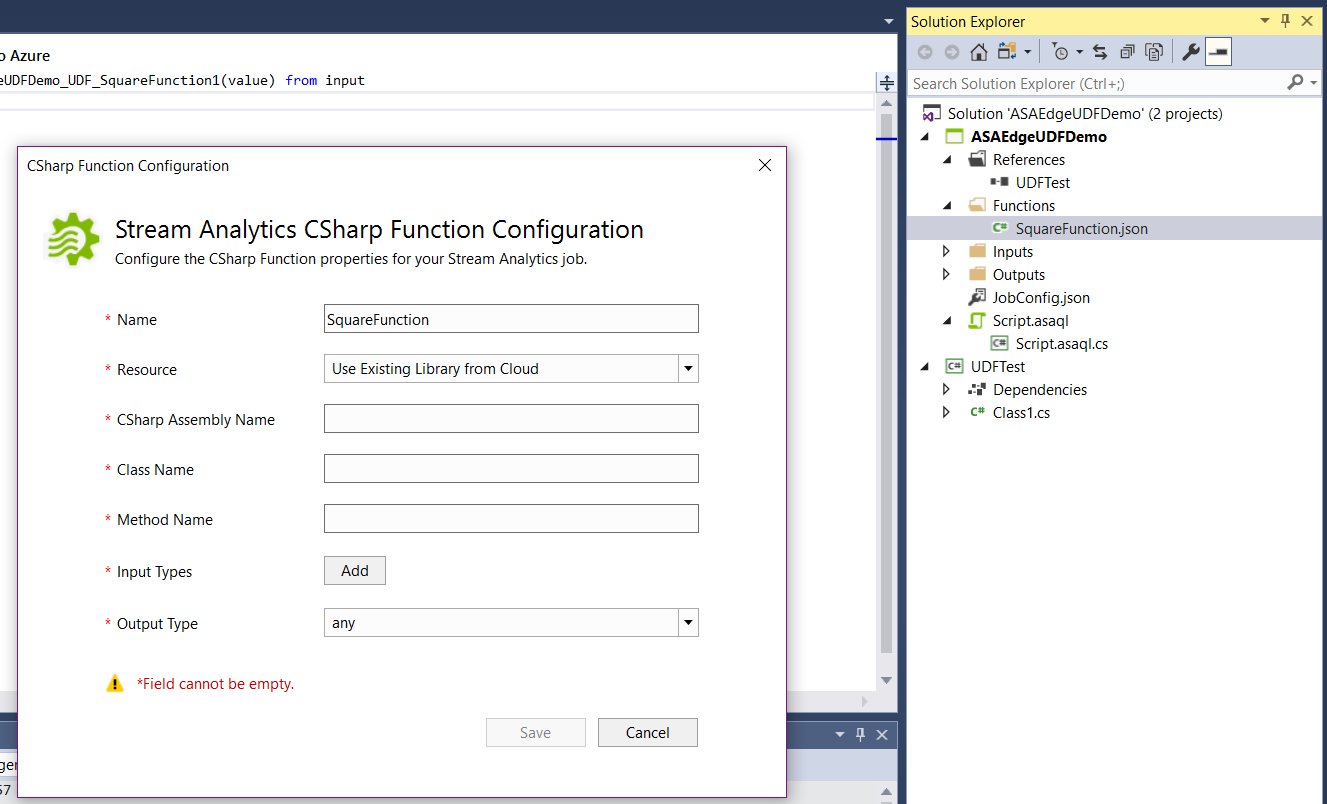 o Azure
eUDFDemo_UDF_SquareFunction1(value) from input
CSharp Function Configuration
Stream Analytics CSharp Function Configuration
Configure the CSharp Function properties for your Stream Analytics job.
* Name
SquareFunction
* Resource
Use Existing Library from Cloud
* CSharp Assembly Name
* Class Name
* Method Name
* Input Types
Add
* Output Type
any
*Field cannot be empty.
Save
Cancel
ger
57
Solution Explorer
Search Solution Explorer (Ctrl+;)
Solution 'ASAEdgeUDFDemo' (2 projects)
ASAEdgeUDFDemo
References
UDFTest
Functions
C# SquareFunction.json
Inputs
Outputs
JobConfig.json
Script.asaql
C# Script.asaql.cs
C# UDFTest
Dependencies
C# Class1.cs